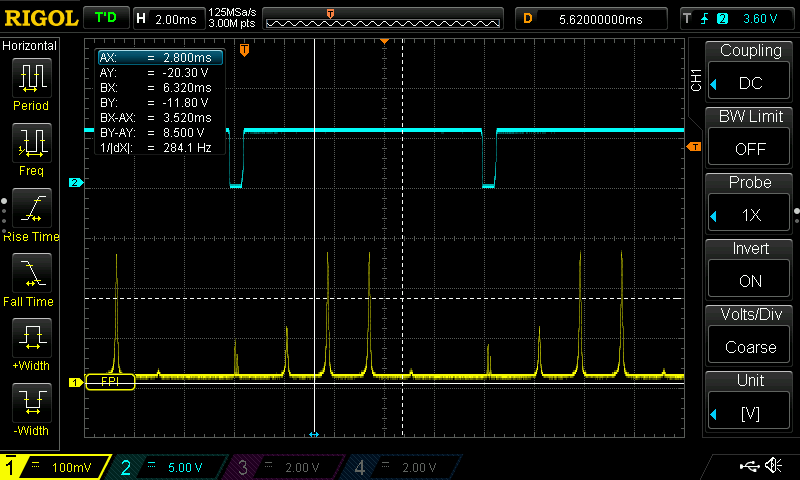 RIGOL T'D H 2.00ms 125MSa/s 3.00M pts T D 5.62000000ms T 2 3.60 V
Horizontal
Period
Freq
Rise Time
Fall Time
+Width
-Width
T
AX: = 2.800ms
AY: = -20.30 V
BX: = 6.320ms
BY: = -11.80 V
BX-AX: = 3.520ms
BY-AY: = 8.500 V
1/|dX|: = 284.1 Hz
2
T
1 FPI
CH1
Coupling
DC
BW Limit
OFF
Probe
1X
Invert
ON
Volts/Div
Coarse
Unit
[V]
1 = 100mV 2 = 5.00 V 3 = 2.00 V 4 = 2.00 V